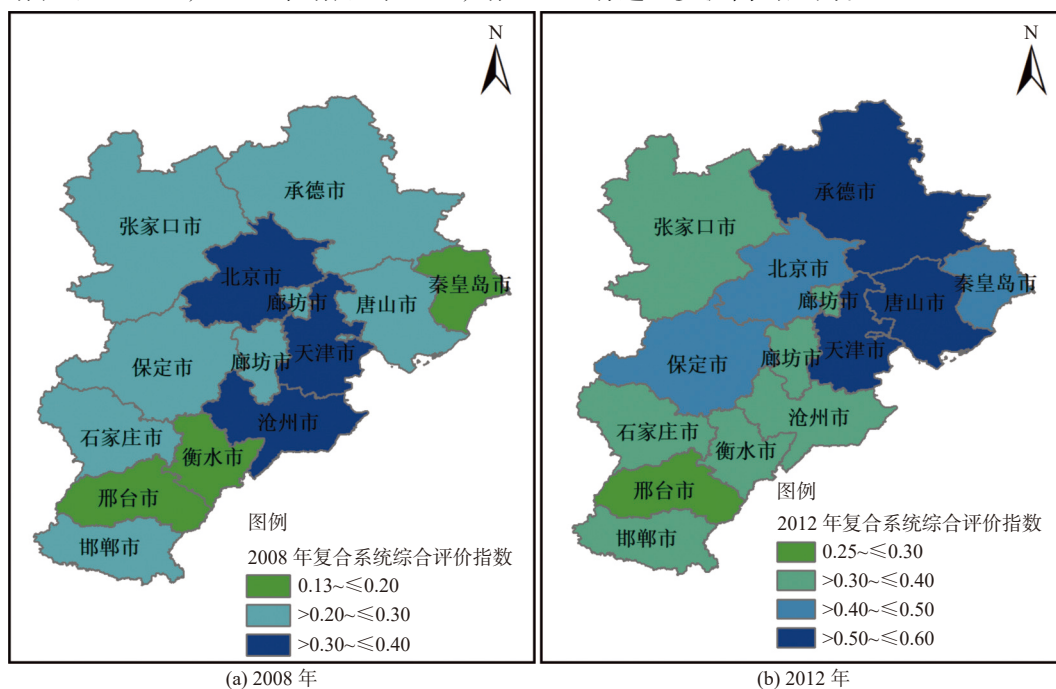 N
承德市
张家口市
北京市
廊坊市
唐山市
秦皇岛市
天津市
廊坊市
保定市
沧州市
石家庄市
衡水市
邢台市
邯郸市
图例
2008 年复合系统综合评价指数
0.13~≤0.20
>0.20~≤0.30
>0.30~≤0.40
(a) 2008 年
N
承德市
张家口市
北京市
廊坊市
唐山市
秦皇岛市
天津市
廊坊市
保定市
沧州市
石家庄市
衡水市
邢台市
邯郸市
图例
2012 年复合系统综合评价指数
0.25~≤0.30
>0.30~≤0.40
>0.40~≤0.50
>0.50~≤0.60
(b) 2012 年